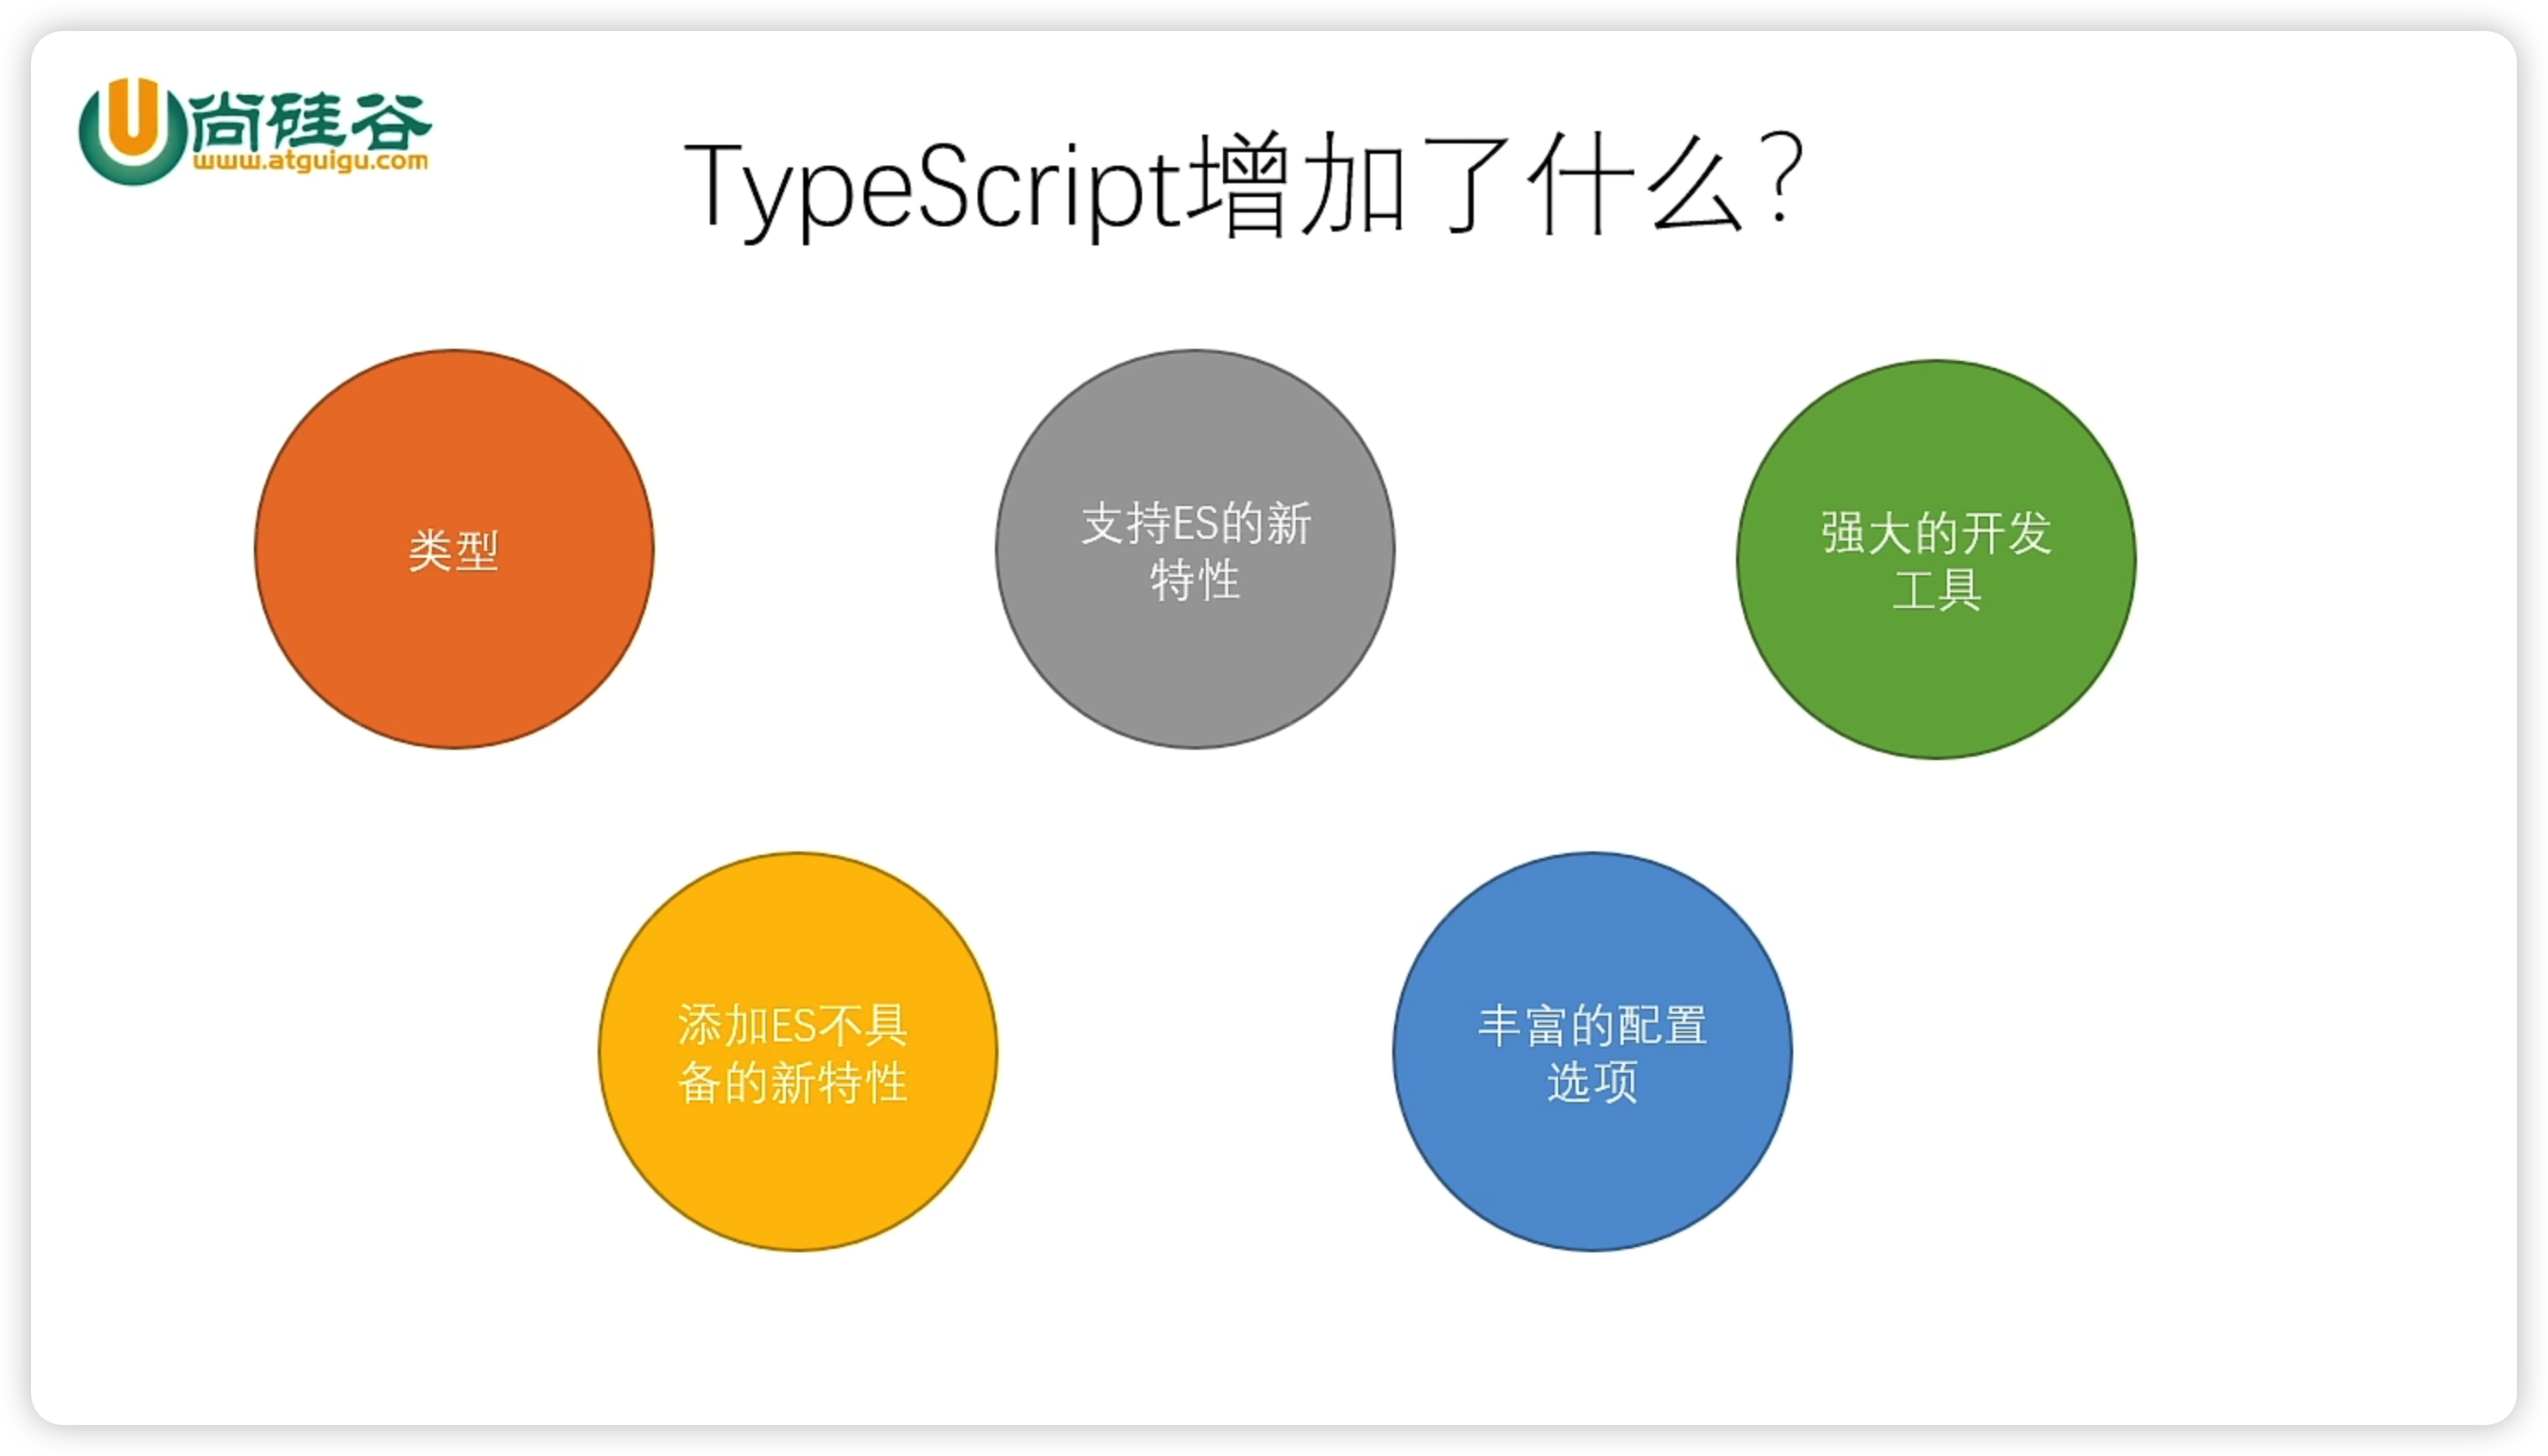 尚硅谷
www.atguigu.com
TypeScript增加了什么？
类型
支持ES的新
特性
强大的开发
工具
添加ES不具
备的新特性
丰富的配置
选项